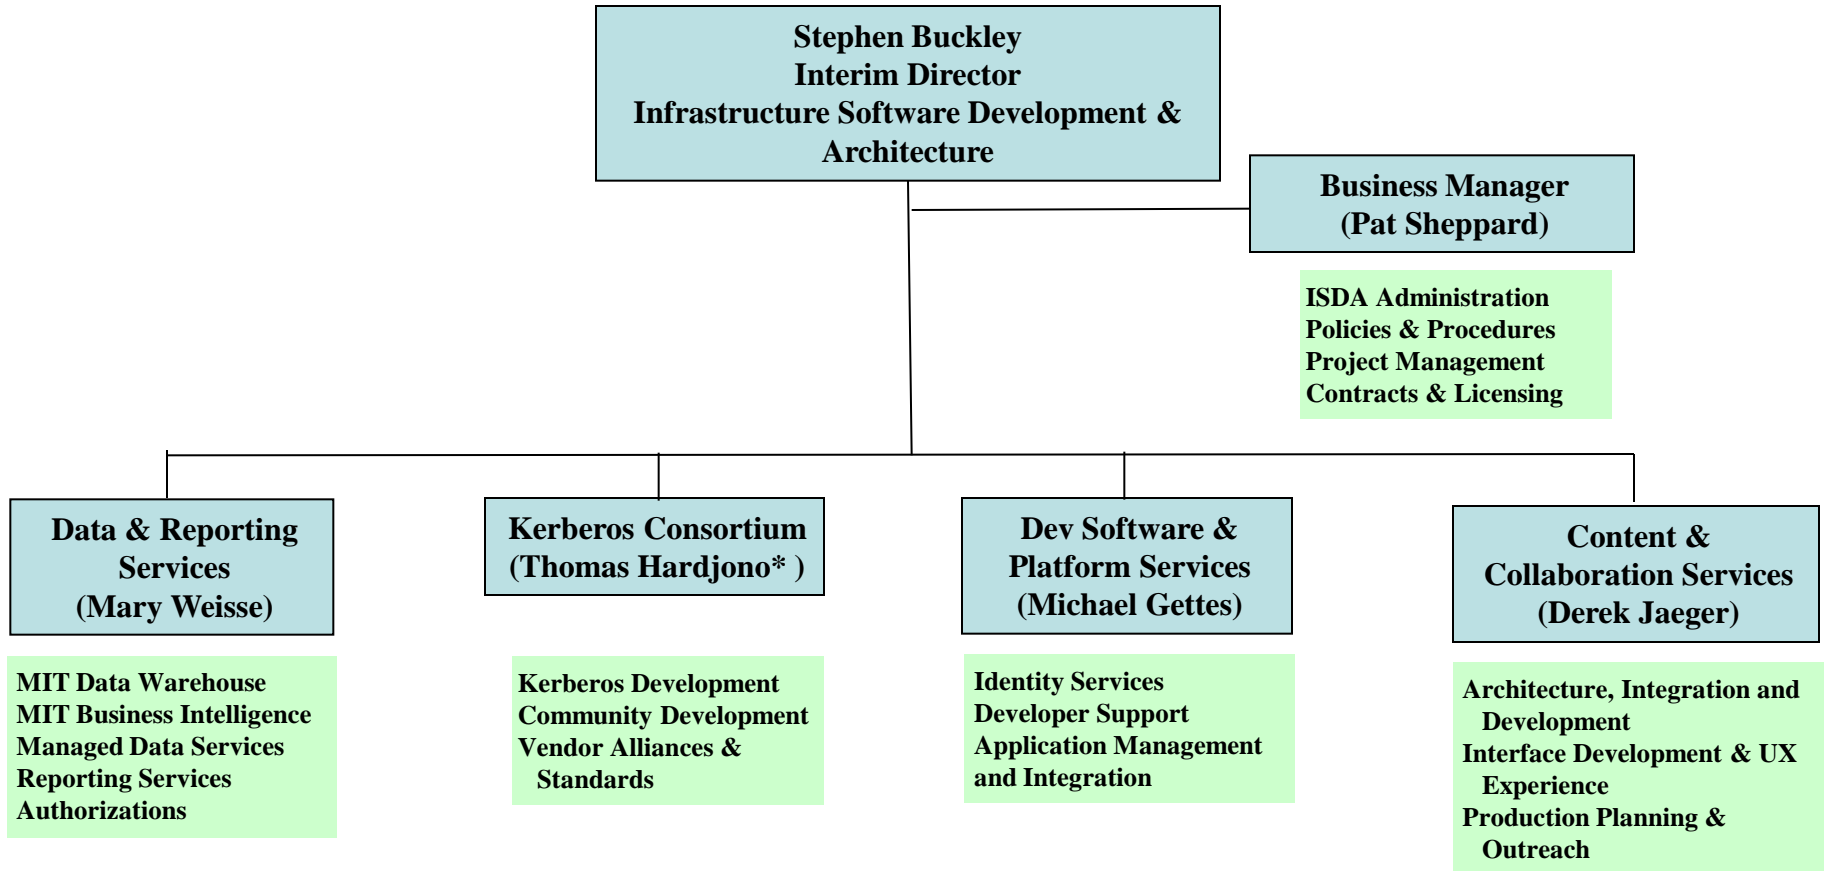 Stephen Buckley
Interim Director
Infrastructure Software Development &
Architecture
Business Manager
(Pat Sheppard)
ISDA Administration
Policies & Procedures
Project Management
Contracts & Licensing
Data & Reporting
Services
(Mary Weisse)
MIT Data Warehouse
MIT Business Intelligence
Managed Data Services
Reporting Services
Authorizations
Kerberos Consortium
(Thomas Hardjono* )
Kerberos Development
Community Development
Vendor Alliances &
Standards
Dev Software &
Platform Services
(Michael Gettes)
Identity Services
Developer Support
Application Management
and Integration
Content &
Collaboration Services
(Derek Jaeger)
Architecture, Integration and
Development
Interface Development & UX
Experience
Production Planning &
Outreach